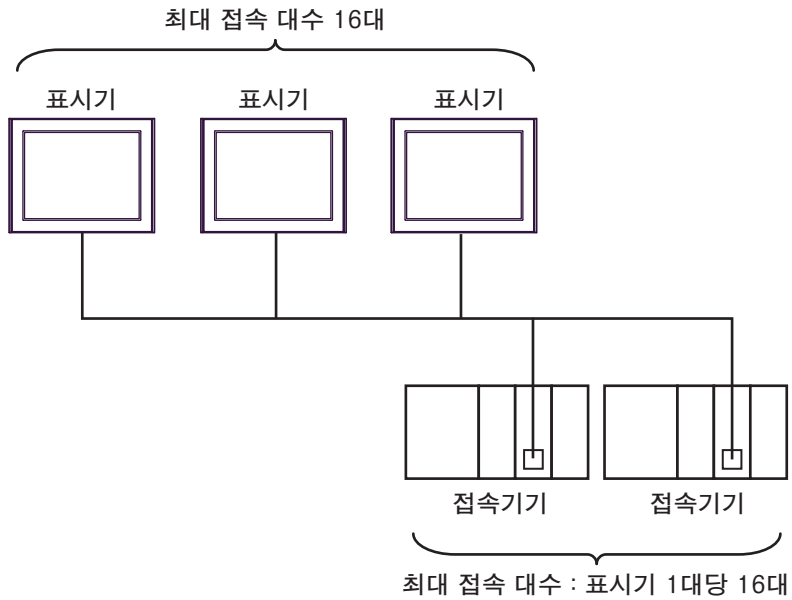 최대 접속 대수 16대
표시기 표시기 표시기
접속기기 접속기기
최대 접속 대수 : 표시기 1대당 16대